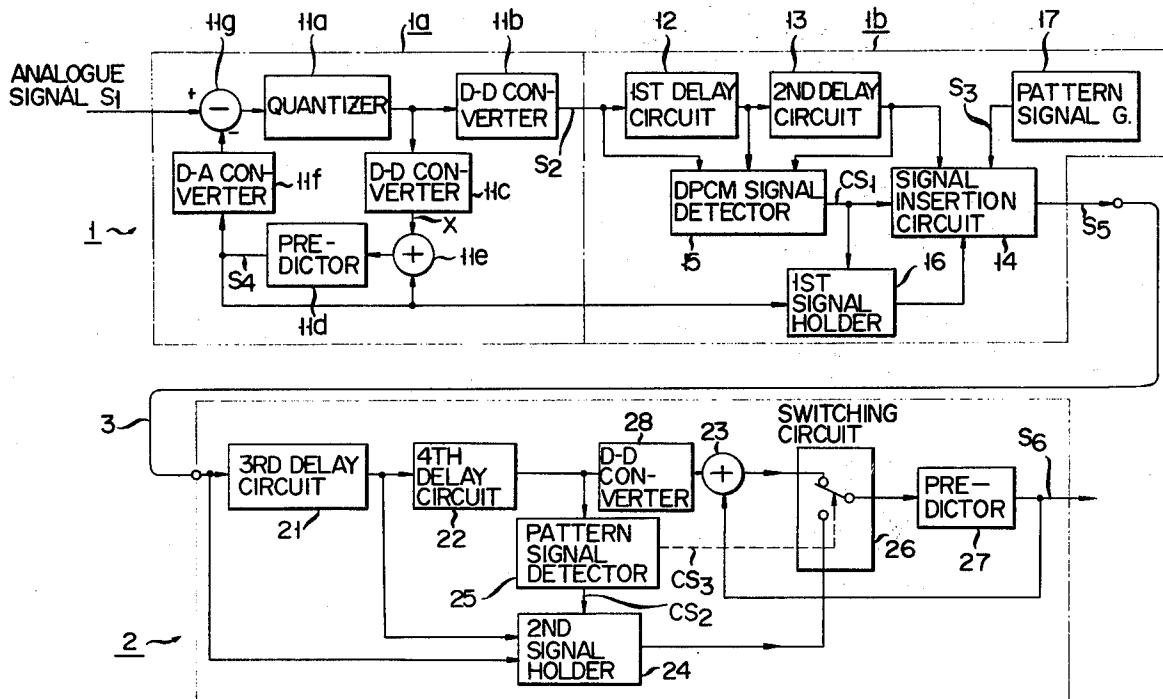 11g
11a
1a
11b
12
13
1b
17
ANALOGUE
SIGNAL S1
+
−
−
QUANTIZER
D-D CON-
VERTER
S2
1ST DELAY
CIRCUIT
2ND DELAY
CIRCUIT
S3
PATTERN
SIGNAL G.
D-A CON-
VERTER
11f
D-D CON-
VERTER
11c
DPCM SIGNAL
DETECTOR
CS1
SIGNAL
INSERTION
CIRCUIT
S5
1
X
15
16
14
S4
PRE-
DICTOR
+
11e
11d
1ST
SIGNAL
HOLDER
3
SWITCHING
CIRCUIT
28
23
S6
3RD DELAY
CIRCUIT
21
4TH
DELAY
CIRCUIT
22
D-D
CON-
VERTER
+
PRE-
DICTOR
27
26
PATTERN
SIGNAL
DETECTOR
25
CS3
CS2
2
2ND
SIGNAL
HOLDER
24